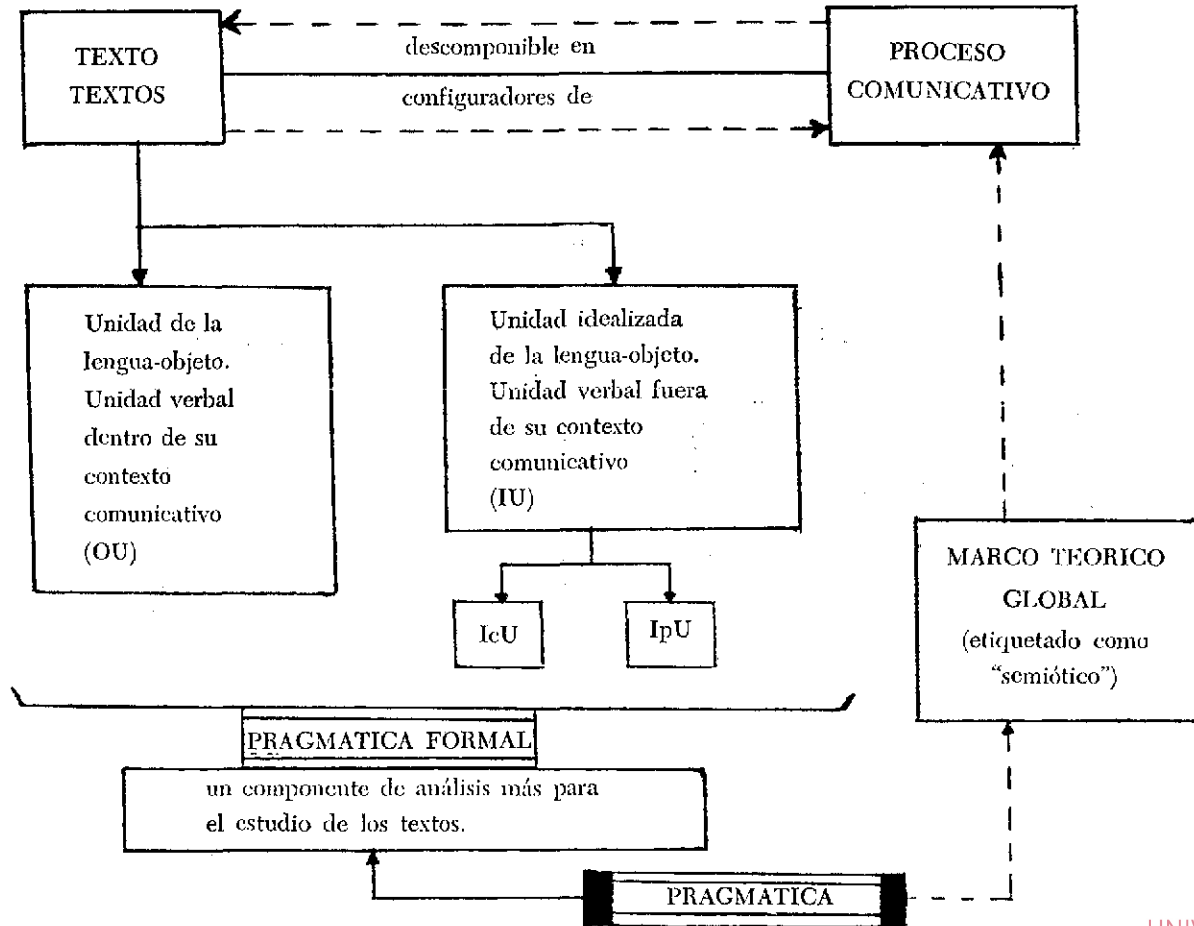 TEXTO
TEXTOS
descomponible en
configuradores de
PROCESO
COMUNICATIVO
Unidad de la
lengua-objeto.
Unidad verbal
dentro de su
contexto
comunicativo
(OU)
Unidad idealizada
de la lengua-objeto.
Unidad verbal fuera
de su contexto
comunicativo
(IU)
IcU
IpU
MARCO TEORICO
GLOBAL
(etiquetado como
“semiótico”)
PRAGMATICA FORMAL
un componente de análisis más para
el estudio de los textos.
PRAGMATICA